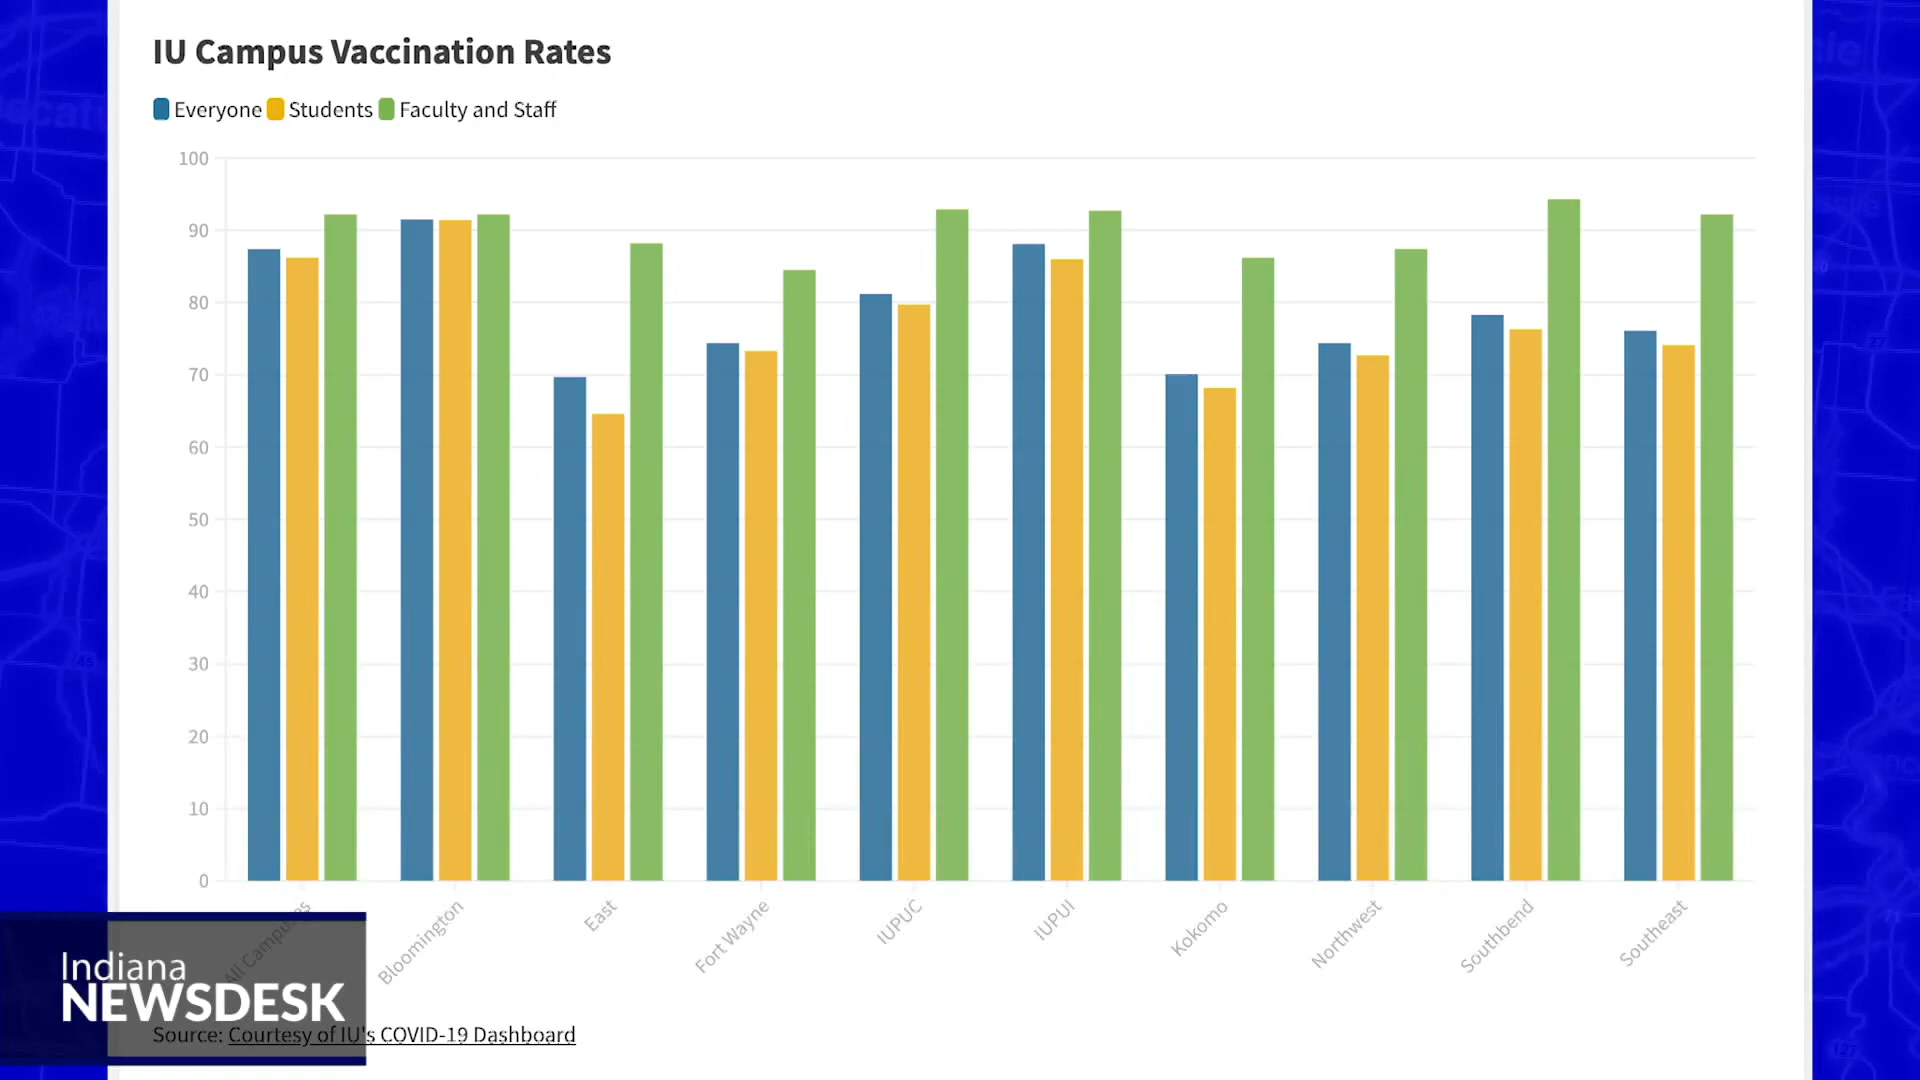 IU Campus Vaccination Rates
Everyone Students Faculty and Staff
100
90
80
70
60
50
40
30
20
10
0
All Campuses Bloomington East Fort Wayne IUPUC IUPUI Kokomo Northwest Southbend Southeast
Indiana
NEWSDESK
Source: Courtesy of IU's COVID-19 Dashboard